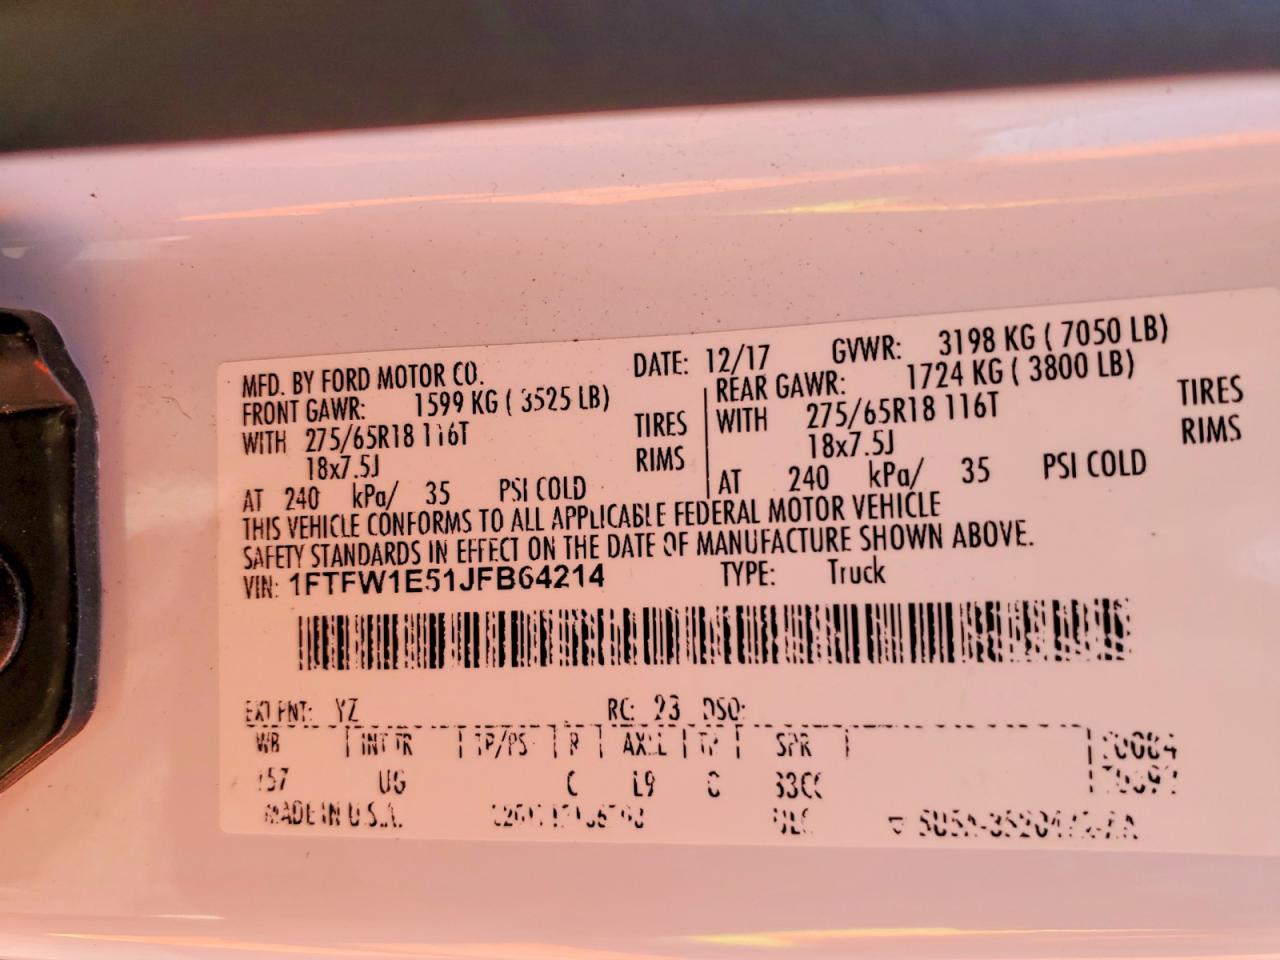 MFD. BY FORD MOTOR CO. DATE: 12/17 GVWR: 3198 KG ( 7050 LB)
FRONT GAWR: 1599 KG ( 3525 LB) REAR GAWR: 1724 KG ( 3800 LB)
WITH 275/65R18 116T TIRES WITH 275/65R18 116T TIRES
18x7.5J RIMS 18x7.5J RIMS
AT 240 kPa/ 35 PSI COLD AT 240 kPa/ 35 PSI COLD
THIS VEHICLE CONFORMS TO ALL APPLICABLE FEDERAL MOTOR VEHICLE
SAFETY STANDARDS IN EFFECT ON THE DATE OF MANUFACTURE SHOWN ABOVE.
VIN: 1FTFW1E51JFB64214 TYPE: Truck
EXT PNT: YZ RC: 23 DSO:
WB INT TR TP/PS R AXLE TR SPR
157 UG L9
MADE IN U.S.A.